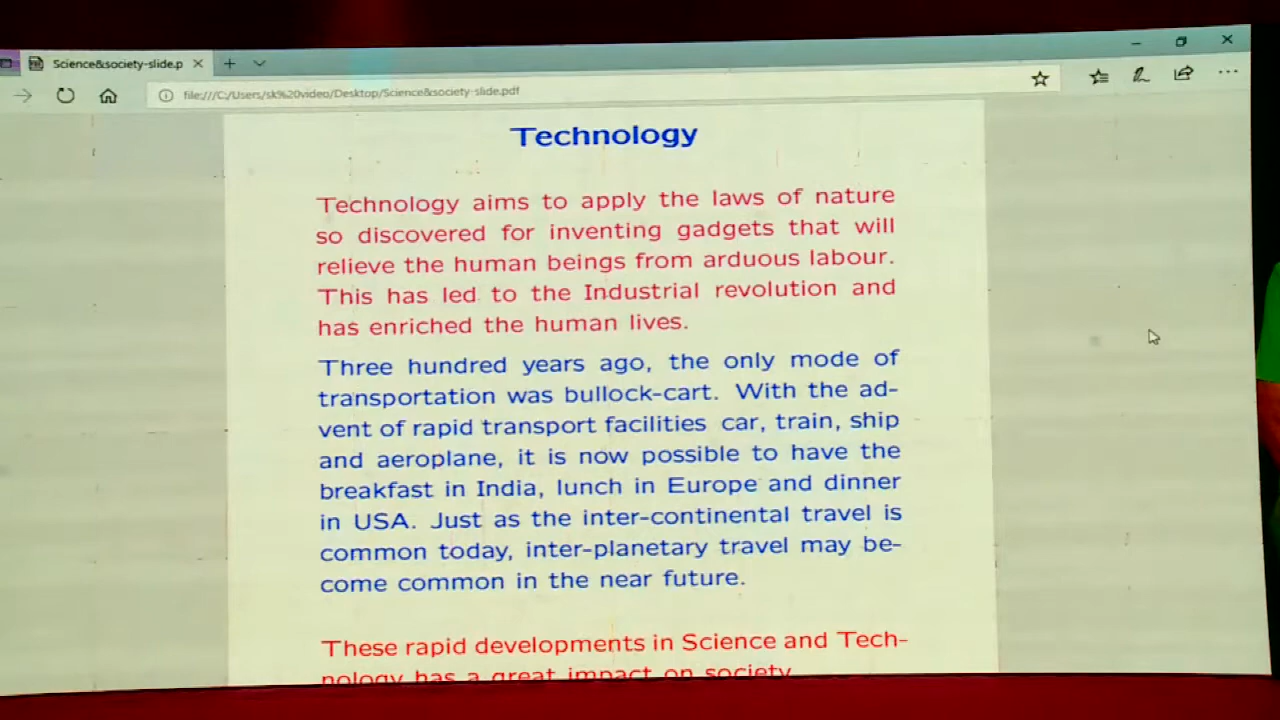 Science&society-slide.p
file:///C:/Users/sk%20video/Desktop/Science&society-slide.pdf
Technology
Technology aims to apply the laws of nature
so discovered for inventing gadgets that will
relieve the human beings from arduous labour.
This has led to the Industrial revolution and
has enriched the human lives.
Three hundred years ago, the only mode of
transportation was bullock-cart. With the ad-
vent of rapid transport facilities car, train, ship
and aeroplane, it is now possible to have the
breakfast in India, lunch in Europe and dinner
in USA. Just as the inter-continental travel is
common today, inter-planetary travel may be-
come common in the near future.
These rapid developments in Science and Tech-
nology has a great impact on society